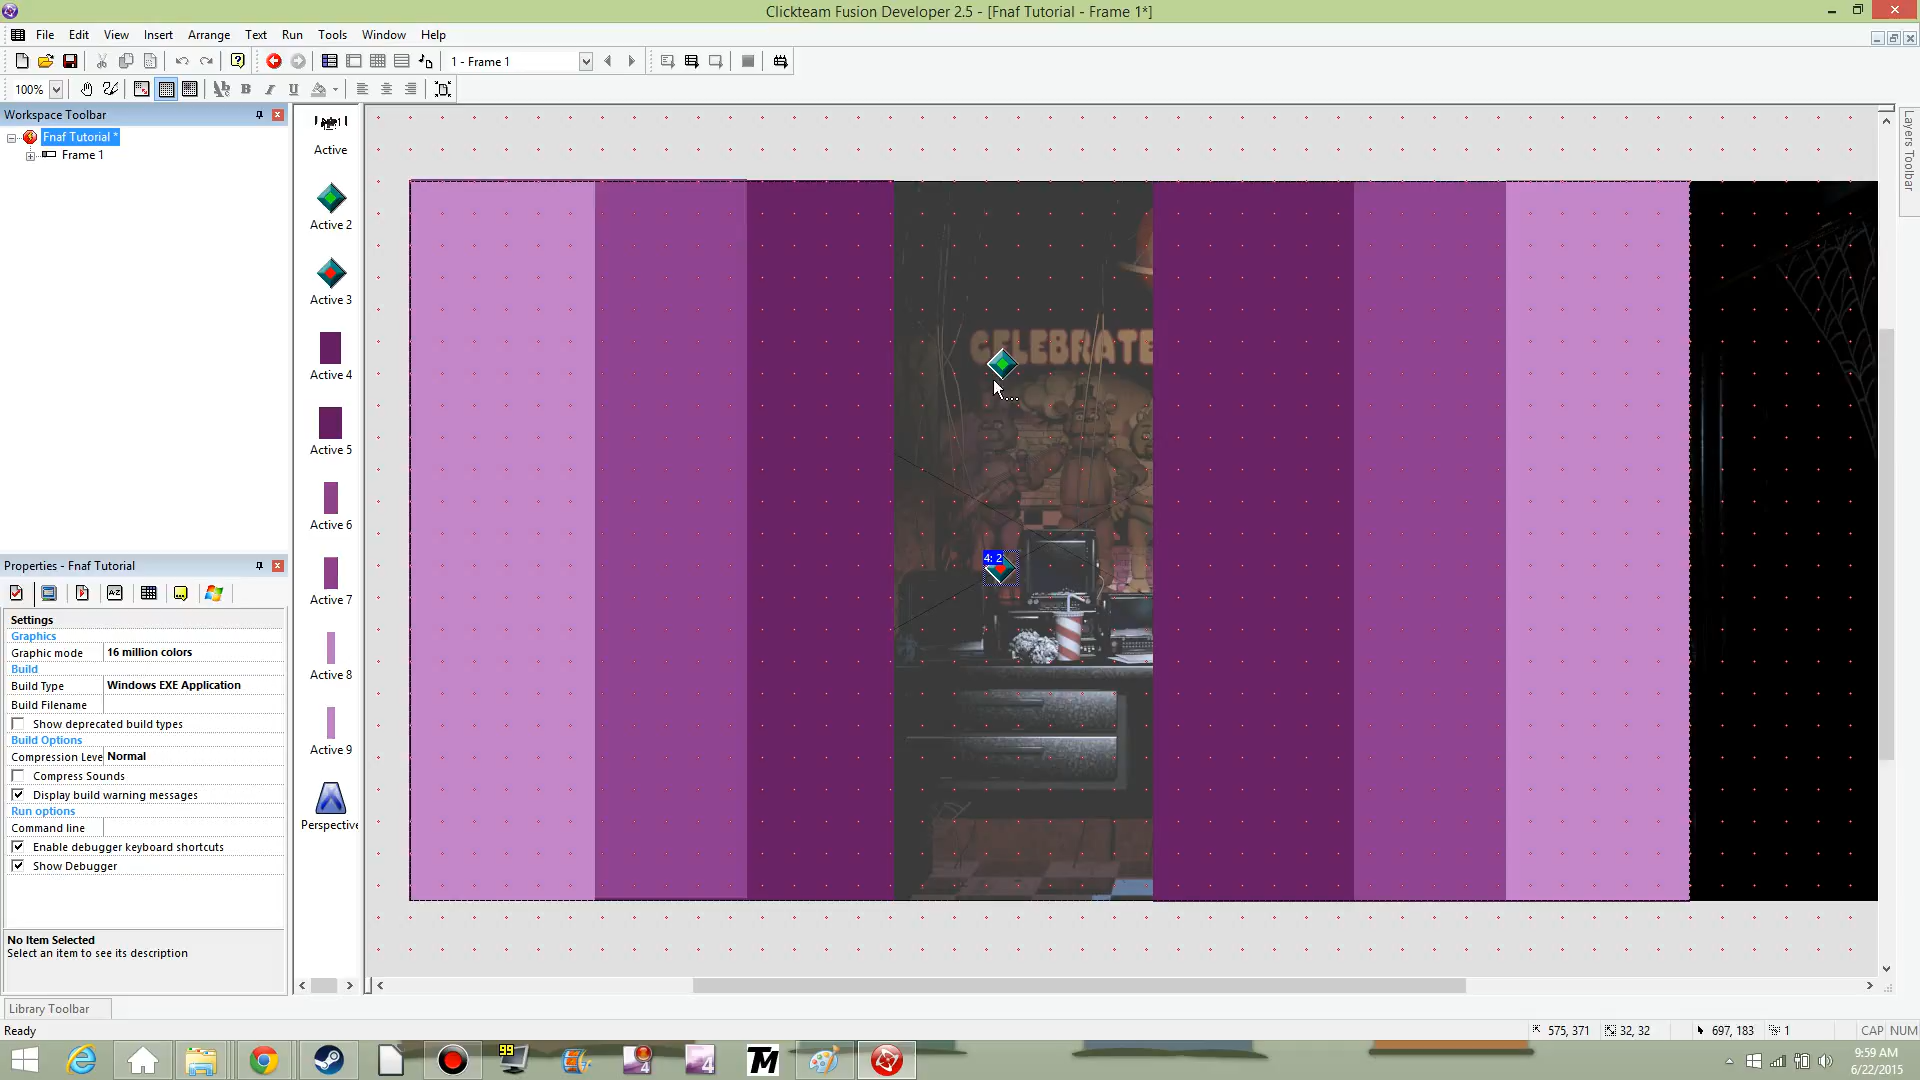 Clickteam Fusion Developer 2.5 - [Fnaf Tutorial - Frame 1*]
File Edit View Insert Arrange Text Run Tools Window Help
1 - Frame 1
100%
Workspace Toolbar
Fnaf Tutorial *
Frame 1
Active
Active 2
Active 3
Active 4
Active 5
Active 6
Active 7
Active 8
Active 9
Perspective
CELEBRATE
4: 2
Layers Toolbar
Properties - Fnaf Tutorial
Settings
Graphics
Graphic mode 16 million colors
Build
Build Type Windows EXE Application
Build Filename
Show deprecated build types
Build Options
Compression Leve Normal
Compress Sounds
Display build warning messages
Run options
Command line
Enable debugger keyboard shortcuts
Show Debugger
No Item Selected
Select an item to see its description
Library Toolbar
Ready
575, 371 32, 32 697, 183 1 CAP NUM
99
4 4 TM
9:59 AM
6/22/2015